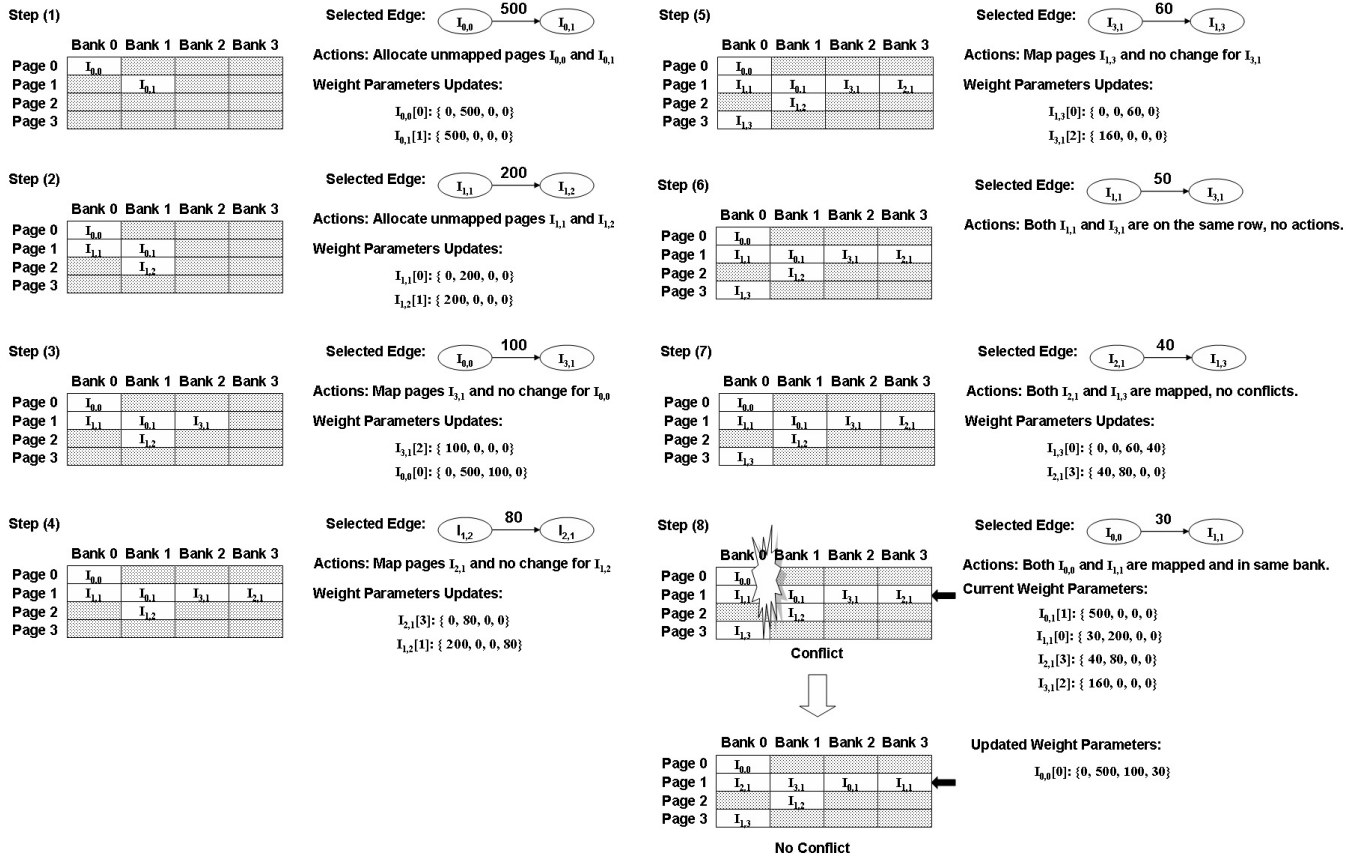 Step (1)
Selected Edge: I0,0 500 I0,1
Bank 0 Bank 1 Bank 2 Bank 3
Page 0 I0,0
Page 1 I0,1
Page 2
Page 3
Actions: Allocate unmapped pages I0,0 and I0,1
Weight Parameters Updates:
I0,0[0]: { 0, 500, 0, 0}
I0,1[1]: { 500, 0, 0, 0}
Step (2)
Selected Edge: I1,1 200 I1,2
Bank 0 Bank 1 Bank 2 Bank 3
Page 0 I0,0
Page 1 I1,1 I0,1
Page 2 I1,2
Page 3
Actions: Allocate unmapped pages I1,1 and I1,2
Weight Parameters Updates:
I1,1[0]: { 0, 200, 0, 0}
I1,2[1]: { 200, 0, 0, 0}
Step (3)
Selected Edge: I0,0 100 I3,1
Bank 0 Bank 1 Bank 2 Bank 3
Page 0 I0,0
Page 1 I1,1 I0,1 I3,1
Page 2 I1,2
Page 3
Actions: Map pages I3,1 and no change for I0,0
Weight Parameters Updates:
I3,1[2]: { 100, 0, 0, 0}
I0,0[0]: { 0, 500, 100, 0}
Step (4)
Selected Edge: I1,2 80 I2,1
Bank 0 Bank 1 Bank 2 Bank 3
Page 0 I0,0
Page 1 I1,1 I0,1 I3,1 I2,1
Page 2 I1,2
Page 3
Actions: Map pages I2,1 and no change for I1,2
Weight Parameters Updates:
I2,1[3]: { 0, 80, 0, 0}
I1,2[1]: { 200, 0, 0, 80}
Step (5)
Selected Edge: I3,1 60 I1,3
Bank 0 Bank 1 Bank 2 Bank 3
Page 0 I0,0
Page 1 I1,1 I0,1 I3,1 I2,1
Page 2 I1,2
Page 3 I1,3
Actions: Map pages I1,3 and no change for I3,1
Weight Parameters Updates:
I1,3[0]: { 0, 0, 60, 0}
I3,1[2]: { 160, 0, 0, 0}
Step (6)
Selected Edge: I1,1 50 I3,1
Bank 0 Bank 1 Bank 2 Bank 3
Page 0 I0,0
Page 1 I1,1 I0,1 I3,1 I2,1
Page 2 I1,2
Page 3 I1,3
Actions: Both I1,1 and I3,1 are on the same row, no actions.
Step (7)
Selected Edge: I2,1 40 I1,3
Bank 0 Bank 1 Bank 2 Bank 3
Page 0 I0,0
Page 1 I1,1 I0,1 I3,1 I2,1
Page 2 I1,2
Page 3 I1,3
Actions: Both I2,1 and I1,3 are mapped, no conflicts.
Weight Parameters Updates:
I1,3[0]: { 0, 0, 60, 40}
I2,1[3]: { 40, 80, 0, 0}
Step (8)
Selected Edge: I0,0 30 I1,1
Bank 0 Bank 1 Bank 2 Bank 3
Page 0 I0,0
Page 1 I1,1 I0,1 I3,1 I2,1
Page 2 I1,2
Page 3 I1,3
Conflict
Actions: Both I0,0 and I1,1 are mapped and in same bank.
Current Weight Parameters:
I0,1[1]: { 500, 0, 0, 0}
I1,1[0]: { 30, 200, 0, 0}
I2,1[3]: { 40, 80, 0, 0}
I3,1[2]: { 160, 0, 0, 0}
Bank 0 Bank 1 Bank 2 Bank 3
Page 0 I0,0
Page 1 I2,1 I3,1 I0,1 I1,1
Page 2 I1,2
Page 3 I1,3
No Conflict
Updated Weight Parameters:
I0,0[0]: {0, 500, 100, 30}